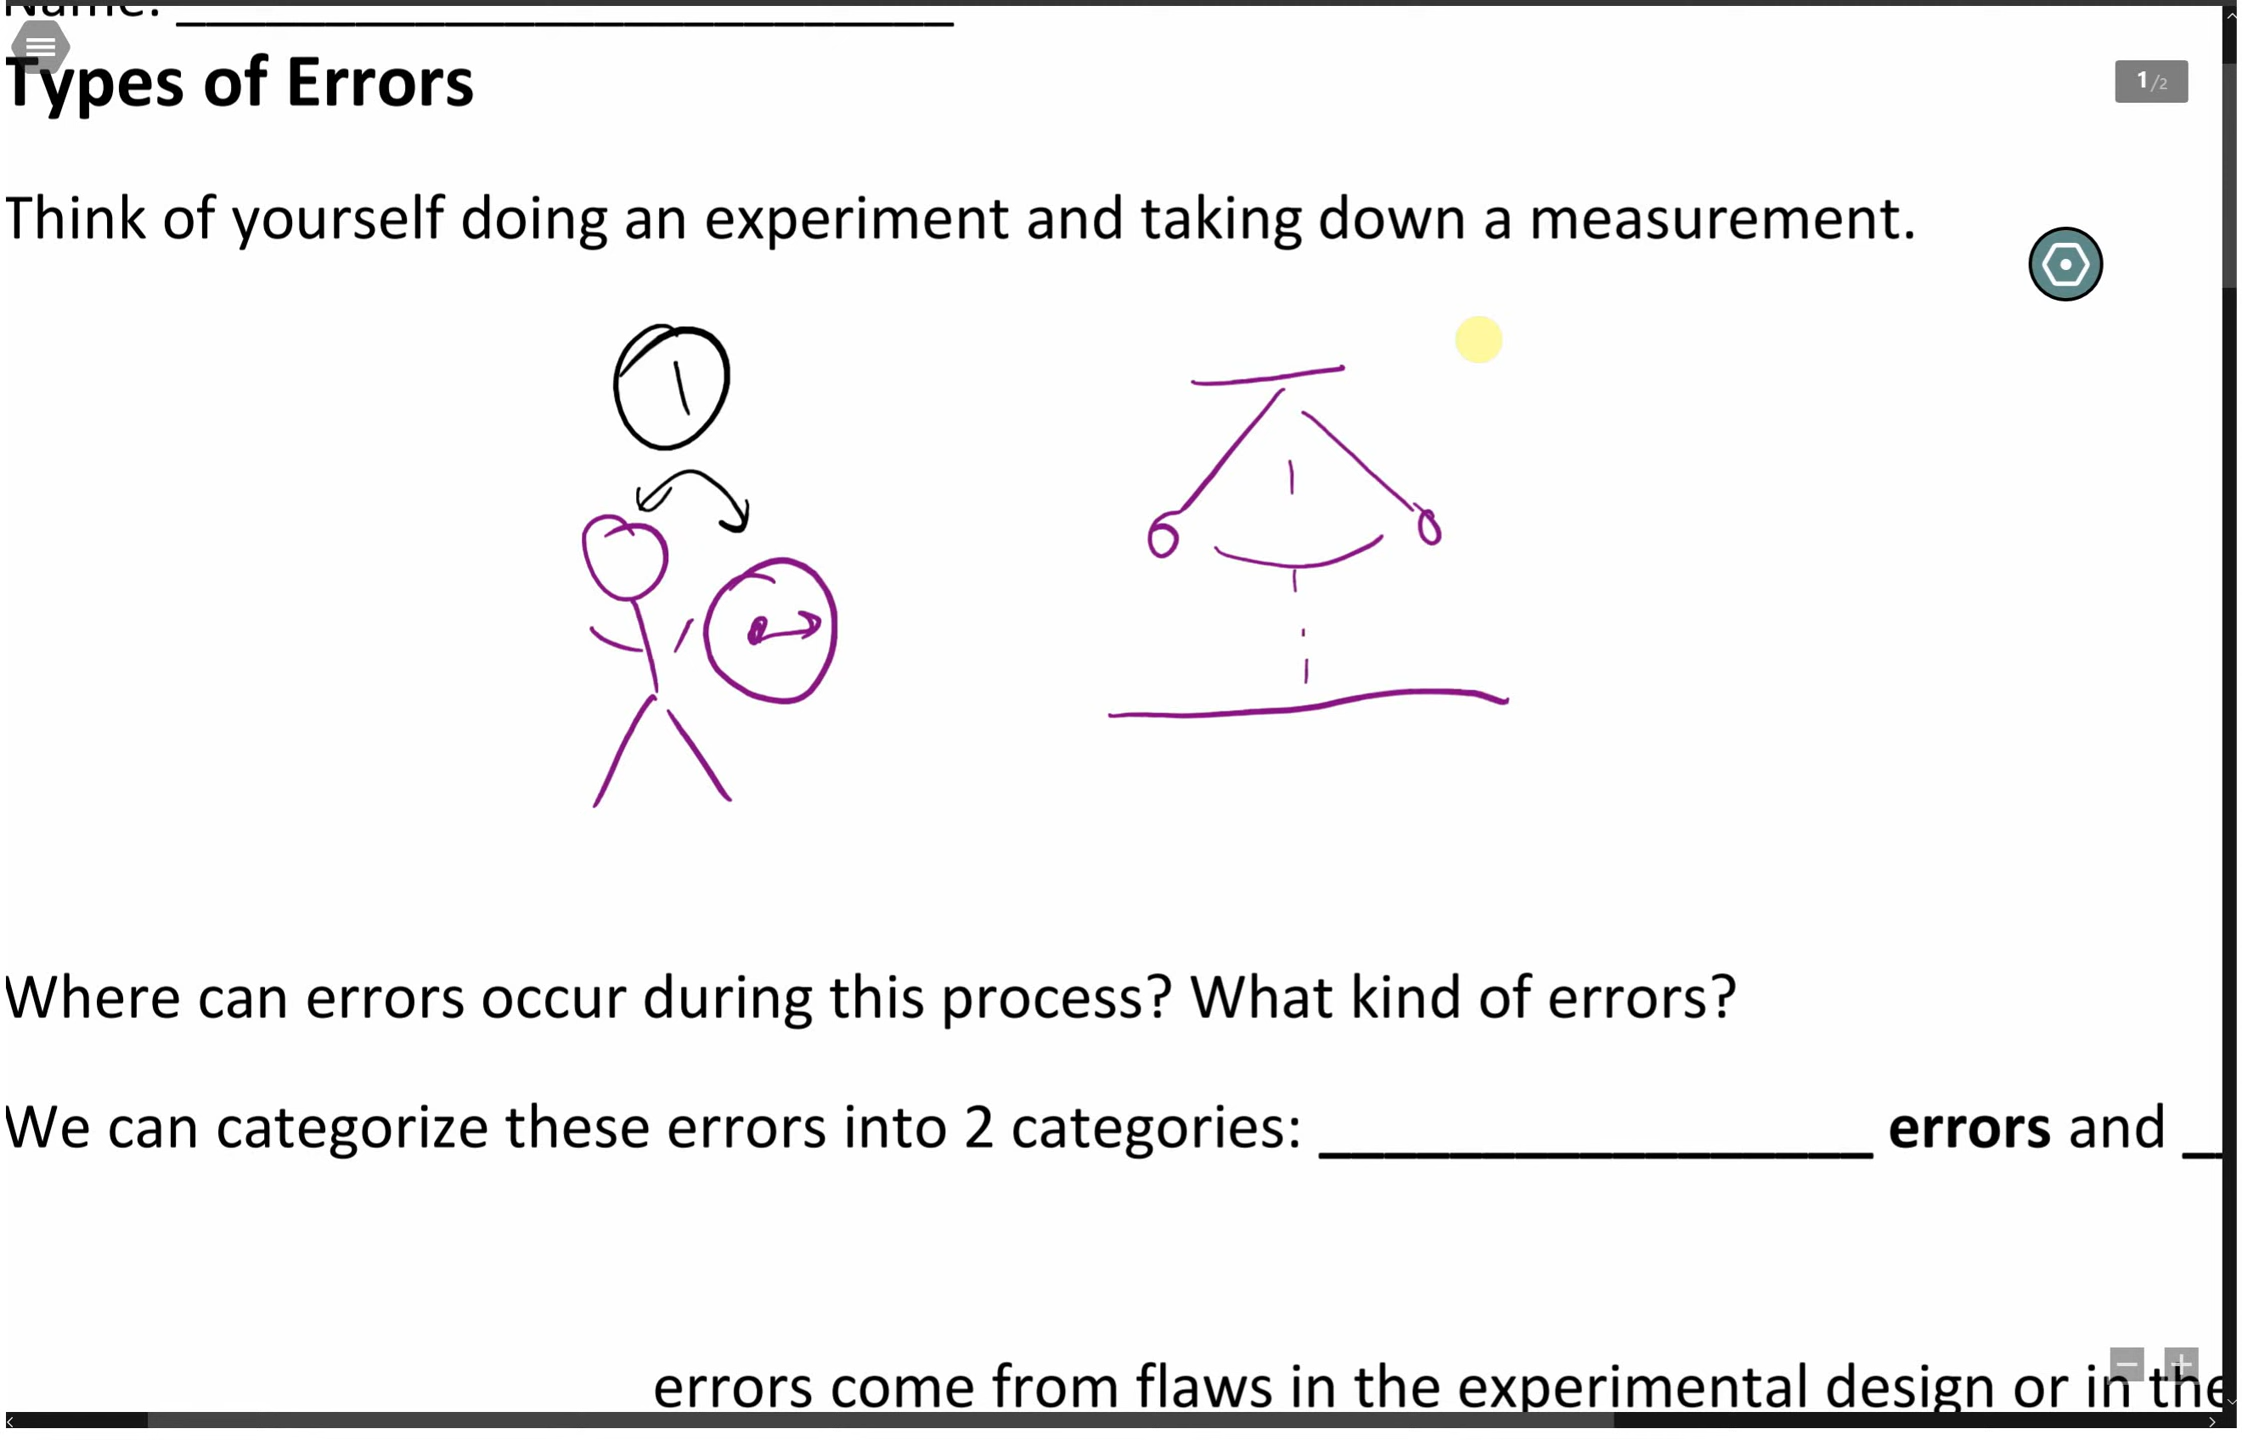 Name: ____________________
Types of Errors
1/2
Think of yourself doing an experiment and taking down a measurement.
1
Where can errors occur during this process? What kind of errors?
We can categorize these errors into 2 categories: ____________________ errors and __
errors come from flaws in the experimental design or in the